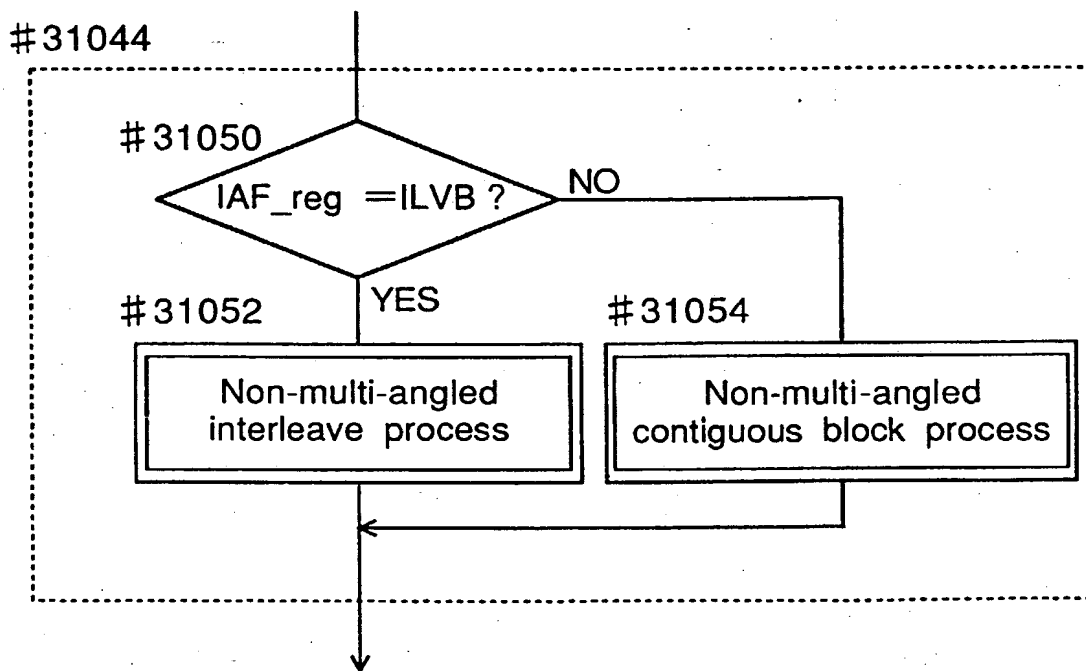 #31044
#31050
IAF_reg =ILVB ?
NO
YES
#31052
#31054
Non-multi-angled
interleave process
Non-multi-angled
contiguous block process